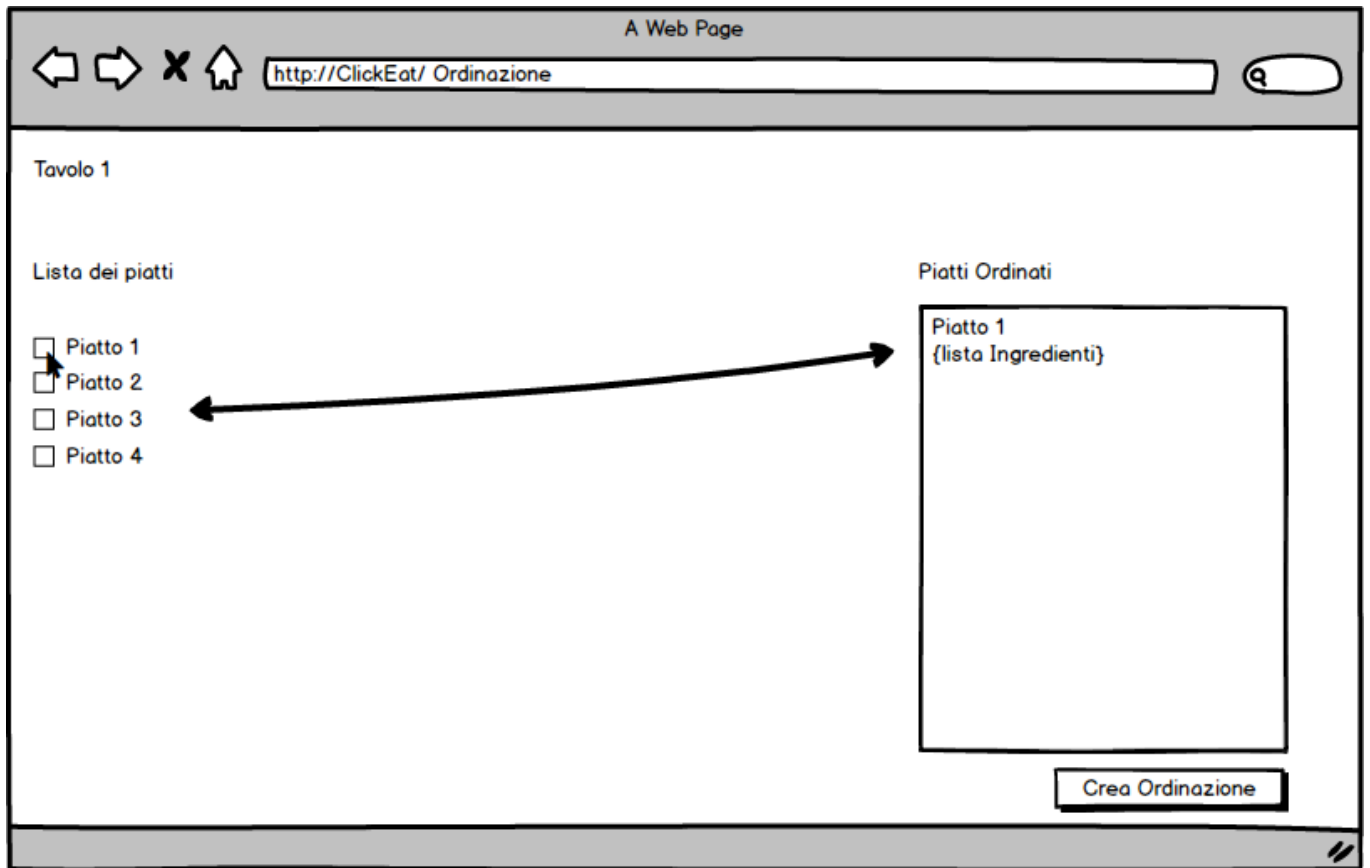 A Web Page
http://ClickEat/ Ordinazione
Tavolo 1
Lista dei piatti
Piatto 1
Piatto 2
Piatto 3
Piatto 4
Piatti Ordinati
Piatto 1
{lista Ingredienti}
Crea Ordinazione